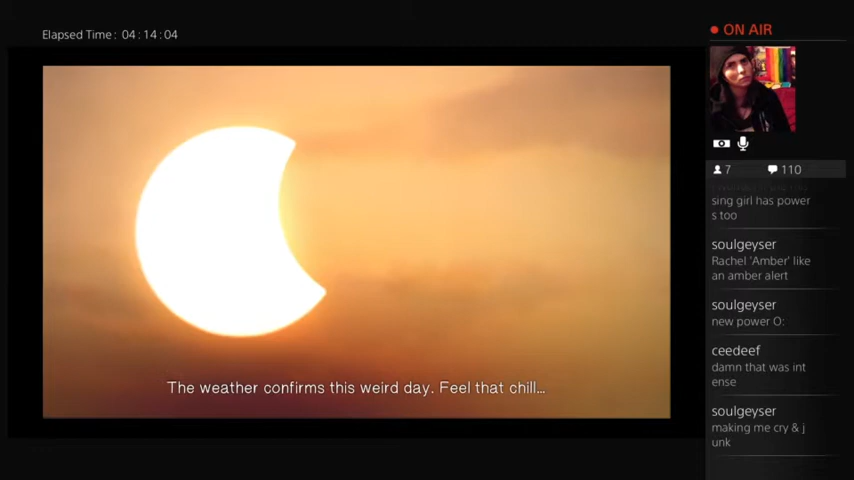 Elapsed Time: 04:14:04
ON AIR
7 110
sing girl has power
s too
soulgeyser
Rachel 'Amber' like
an amber alert
soulgeyser
new power O:
ceedeef
damn that was int
ense
soulgeyser
making me cry & j
unk
The weather confirms this weird day. Feel that chill...